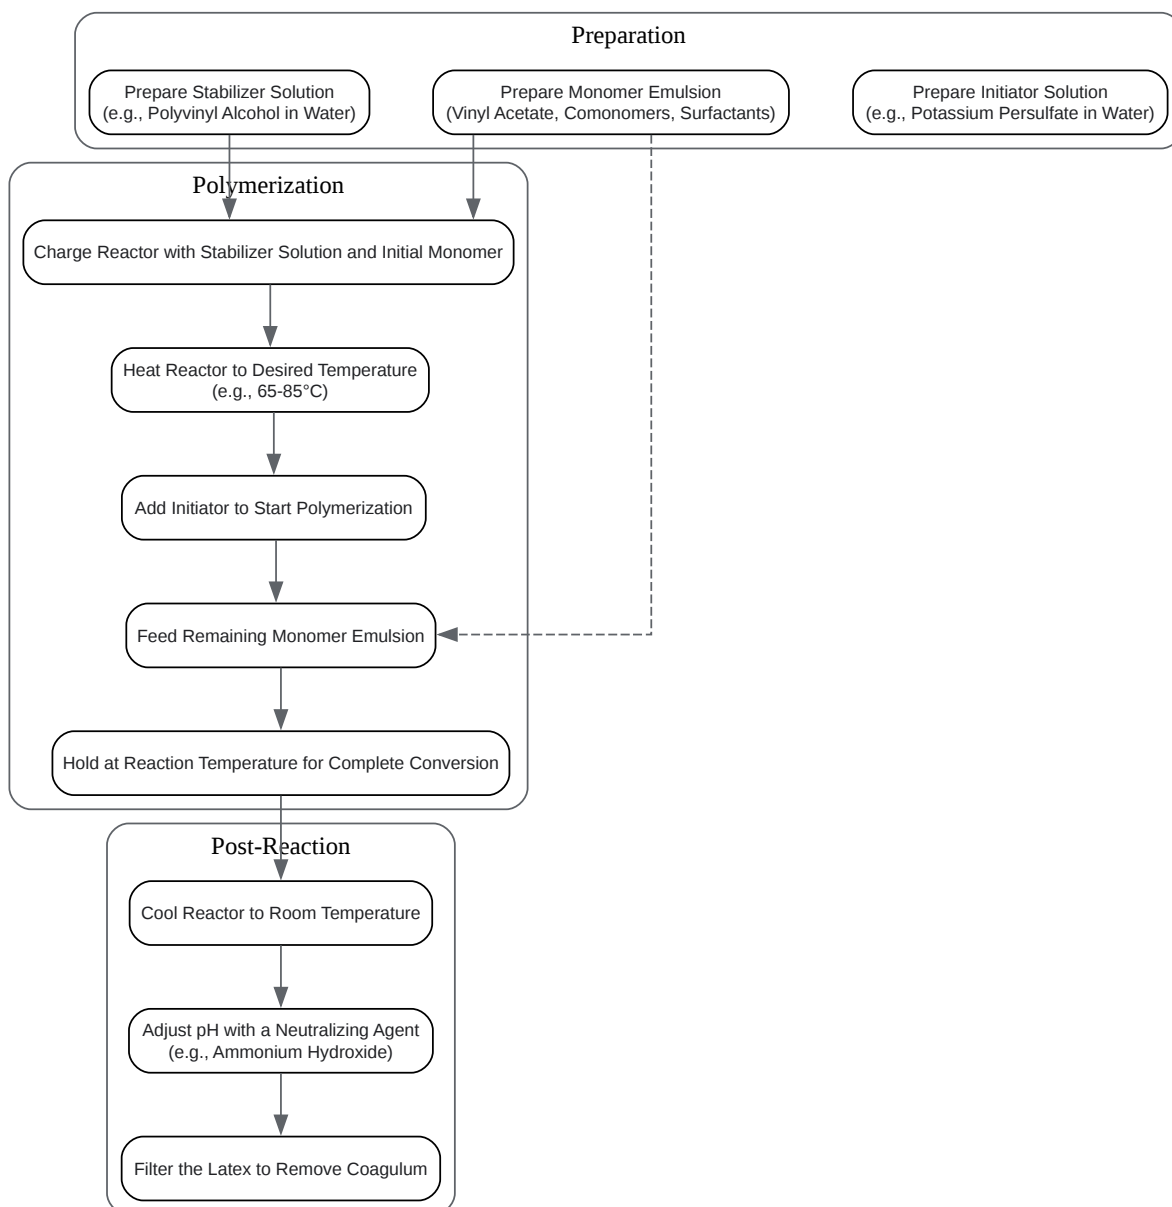 Preparation
Prepare Stabilizer Solution
(e.g., Polyvinyl Alcohol in Water)
Prepare Monomer Emulsion
(Vinyl Acetate, Comonomers, Surfactants)
Prepare Initiator Solution
(e.g., Potassium Persulfate in Water)
Polymerization
Charge Reactor with Stabilizer Solution and Initial Monomer
Heat Reactor to Desired Temperature
(e.g., 65-85°C)
Add Initiator to Start Polymerization
Feed Remaining Monomer Emulsion
Hold at Reaction Temperature for Complete Conversion
Post-Reaction
Cool Reactor to Room Temperature
Adjust pH with a Neutralizing Agent
(e.g., Ammonium Hydroxide)
Filter the Latex to Remove Coagulum